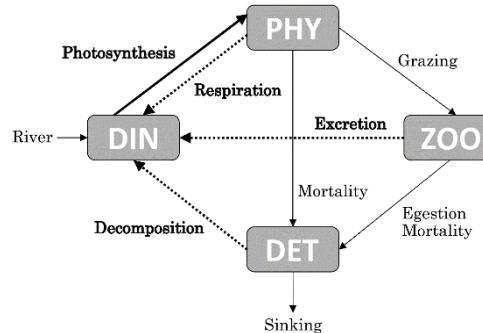 PHY
Photosynthesis
Grazing
Respiration
River
DIN
Excretion
ZOO
Mortality
Egestion
Mortality
Decomposition
DET
Sinking